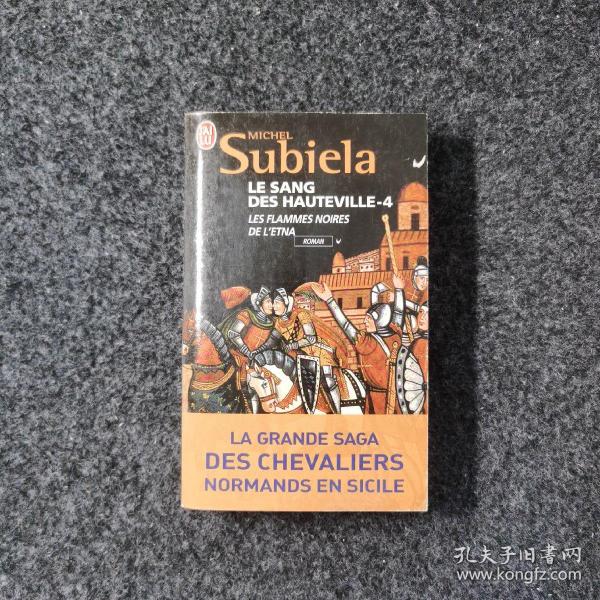 J'AI LU
MICHEL
Subiela
LE SANG
DES HAUTEVILLE-4
LES FLAMMES NOIRES
DE L'ETNA
ROMAN
LA GRANDE SAGA
DES CHEVALIERS
NORMANDS EN SICILE
孔夫子旧书网
www.kongfz.com